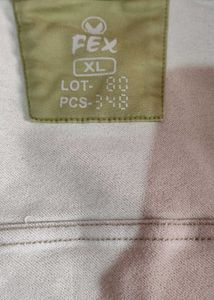 FEX
XL
LOT- 80
PCS-348